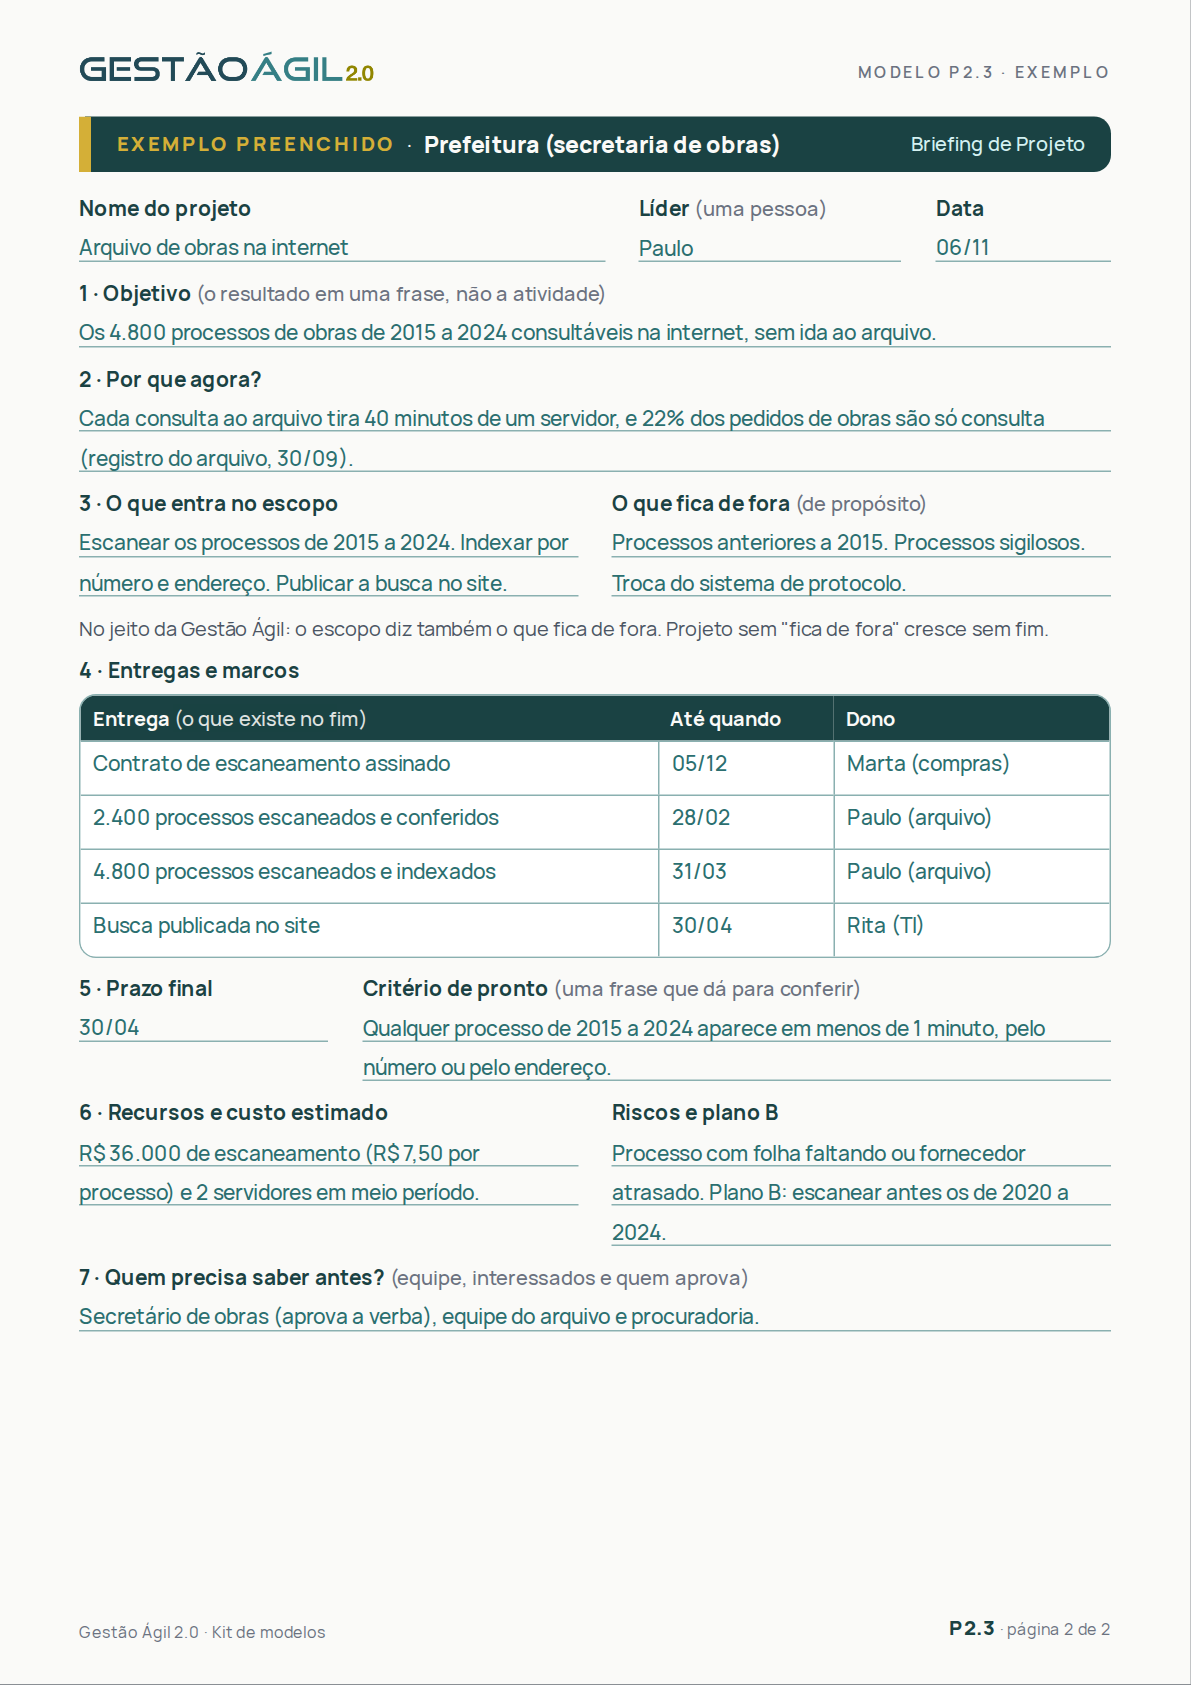 GESTÃO ÁGIL 2.0
MODELO P2.3 · EXEMPLO
EXEMPLO PREENCHIDO · Prefeitura (secretaria de obras)
Briefing de Projeto
Nome do projeto
Líder (uma pessoa)
Data
Arquivo de obras na internet
Paulo
06/11
1 · Objetivo (o resultado em uma frase, não a atividade)
Os 4.800 processos de obras de 2015 a 2024 consultáveis na internet, sem ida ao arquivo.
2 · Por que agora?
Cada consulta ao arquivo tira 40 minutos de um servidor, e 22% dos pedidos de obras são só consulta
(registro do arquivo, 30/09).
3 · O que entra no escopo
Escanear os processos de 2015 a 2024. Indexar por
número e endereço. Publicar a busca no site.
O que fica de fora (de propósito)
Processos anteriores a 2015. Processos sigilosos.
Troca do sistema de protocolo.
No jeito da Gestão Ágil: o escopo diz também o que fica de fora. Projeto sem "fica de fora" cresce sem fim.
4 · Entregas e marcos
Entrega (o que existe no fim) Até quando Dono
Contrato de escaneamento assinado 05/12 Marta (compras)
2.400 processos escaneados e conferidos 28/02 Paulo (arquivo)
4.800 processos escaneados e indexados 31/03 Paulo (arquivo)
Busca publicada no site 30/04 Rita (TI)
5 · Prazo final
30/04
Critério de pronto (uma frase que dá para conferir)
Qualquer processo de 2015 a 2024 aparece em menos de 1 minuto, pelo
número ou pelo endereço.
6 · Recursos e custo estimado
R$ 36.000 de escaneamento (R$ 7,50 por
processo) e 2 servidores em meio período.
Riscos e plano B
Processo com folha faltando ou fornecedor
atrasado. Plano B: escanear antes os de 2020 a
2024.
7 · Quem precisa saber antes? (equipe, interessados e quem aprova)
Secretário de obras (aprova a verba), equipe do arquivo e procuradoria.
Gestão Ágil 2.0 · Kit de modelos
P2.3 · página 2 de 2